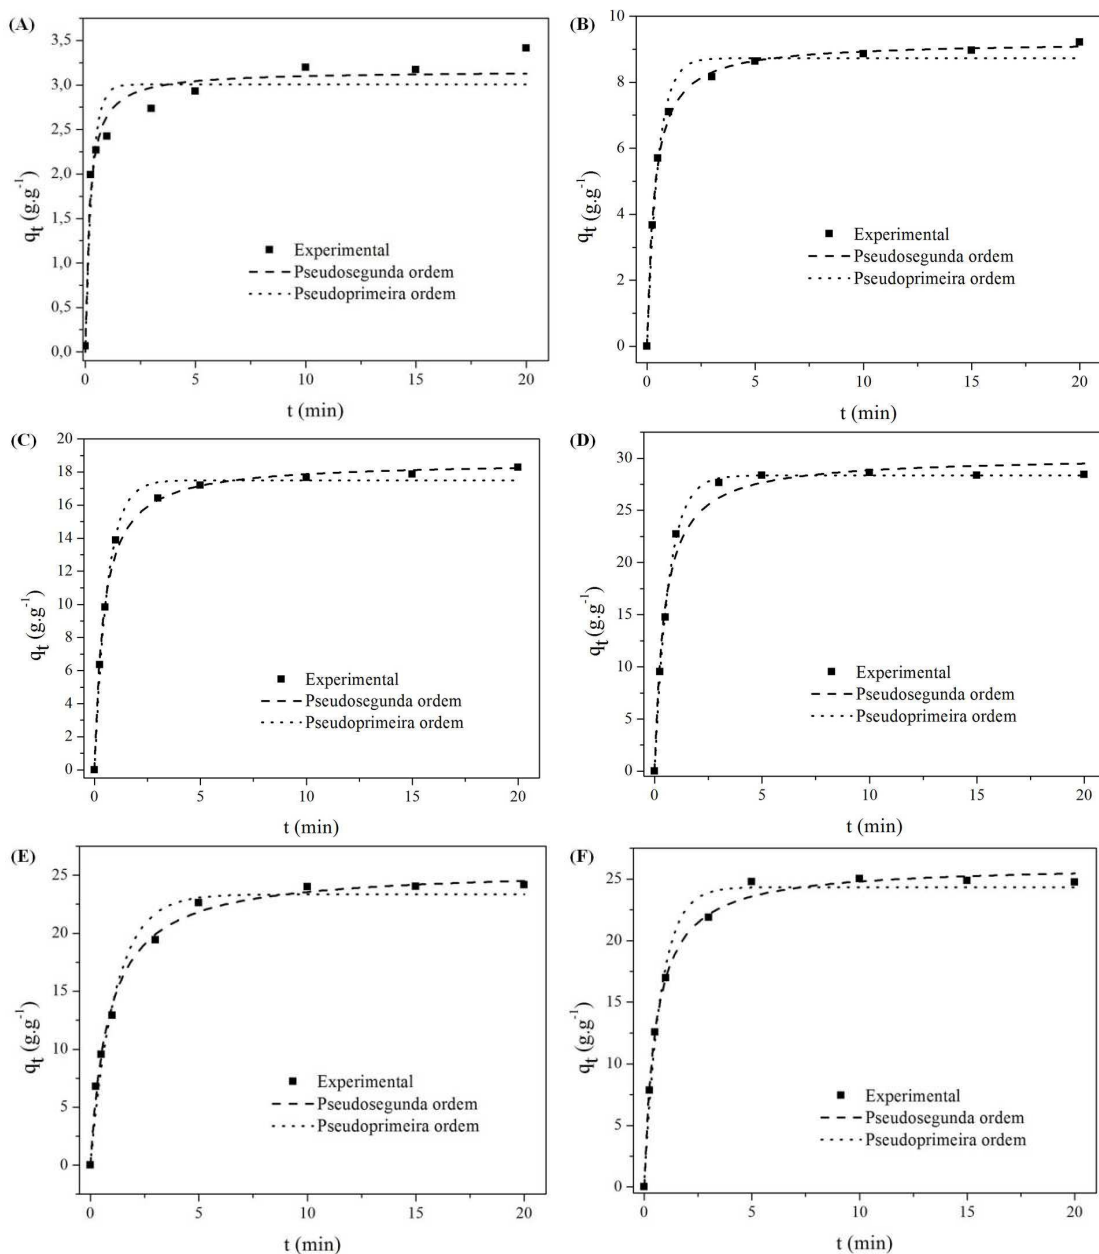 (A)
3,5
3,0
2,5
2,0
1,5
1,0
0,5
0,0
qt (g.g-1)
Experimental
Pseudosegunda ordem
Pseudoprimeira ordem
0 5 10 15 20
t (min)
(B)
10
8
6
4
2
0
qt (g.g-1)
Experimental
Pseudosegunda ordem
Pseudoprimeira ordem
0 5 10 15 20
t (min)
(C)
20
18
16
14
12
10
8
6
4
2
0
qt (g.g-1)
Experimental
Pseudosegunda ordem
Pseudoprimeira ordem
0 5 10 15 20
t (min)
(D)
30
25
20
15
10
5
0
qt (g.g-1)
Experimental
Pseudosegunda ordem
Pseudoprimeira ordem
0 5 10 15 20
t (min)
(E)
25
20
15
10
5
0
qt (g.g-1)
Experimental
Pseudosegunda ordem
Pseudoprimeira ordem
0 5 10 15 20
t (min)
(F)
25
20
15
10
5
0
qt (g.g-1)
Experimental
Pseudosegunda ordem
Pseudoprimeira ordem
0 5 10 15 20
t (min)